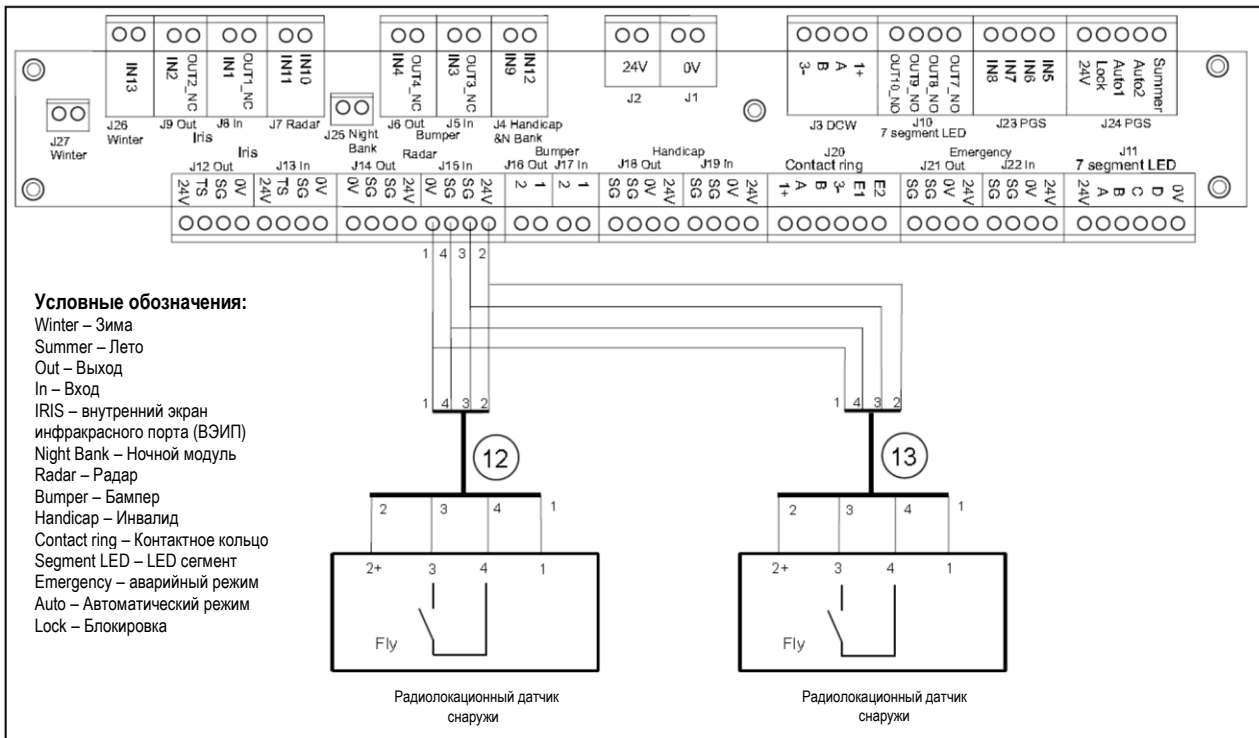 IN13 IN2 OUT2_NC IN1 OUT1_NC IN11 IN10 IN4 OUT4_NC IN3 OUT3_NC IN9 IN12 24V 0V 3- B A 1+ OUT10_NO OUT9_NO OUT8_NO OUT7_NO IN8 IN7 IN6 IN5 24V Lock Auto1 Auto2 Summer
J2 J1
J27 Winter
J26 Winter
J9 Out J8 In
Iris
J7 Radar
J25 Night Bank
J6 Out J5 In
Bumper
J4 Handicap &N Bank
J3 DCW
J10
7 segment LED
J23 PGS
J24 PGS
Iris
J12 Out J13 In
Radar
J14 Out J15 In
Bumper
J16 Out J17 In
Handicap
J18 Out J19 In
J20
Contact ring
Emergency
J21 Out J22 In
J11
7 segment LED
24V TS SG 0V 24V TS SG 0V 0V SG SG 24V 0V SG SG 24V 2 1 2 1 SG SG 0V 24V SG SG 0V 24V 1+ A B 3- E1 E2 SG SG 0V 24V SG SG 0V 24V 24V A B C D 0V
1 4 3 2
Условные обозначения:
Winter – Зима
Summer – Лето
Out – Выход
In – Вход
IRIS – внутренний экран
инфракрасного порта (ВЭИП)
Night Bank – Ночной модуль
Radar – Радар
Bumper – Бампер
Handicap – Инвалид
Contact ring – Контактное кольцо
Segment LED – LED сегмент
Emergency – аварийный режим
Auto – Автоматический режим
Lock – Блокировка
1 4 3 2
1 4 3 2
12
13
2 3 4 1
2 3 4 1
2+ 3 4 1
2+ 3 4 1
Fly
Fly
Радиолокационный датчик
снаружи
Радиолокационный датчик
снаружи